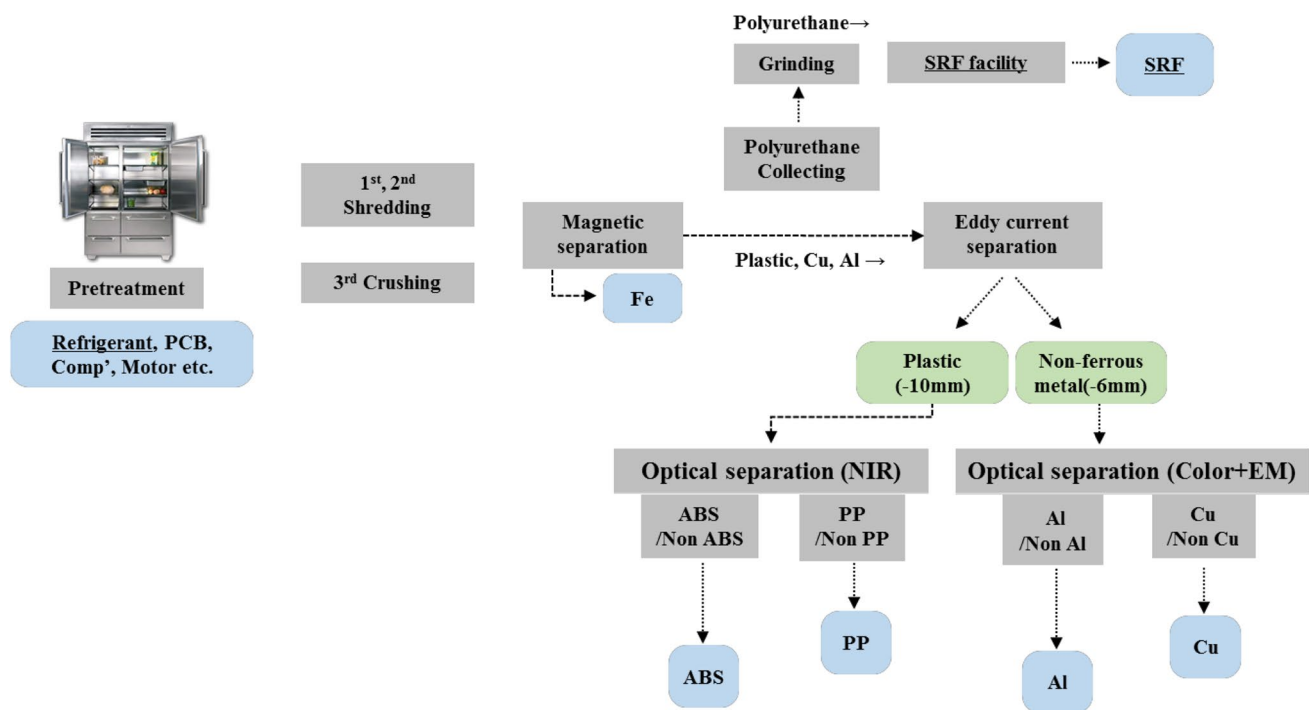 Polyurethane→
Grinding
SRF facility
SRF
Polyurethane
Collecting
1st, 2nd
Shredding
Magnetic
separation
Eddy current
separation
Plastic, Cu, Al →
Pretreatment
3rd Crushing
Fe
Refrigerant, PCB,
Comp’, Motor etc.
Plastic
(-10mm)
Non-ferrous
metal(-6mm)
Optical separation (NIR)
Optical separation (Color+EM)
ABS
/Non ABS
PP
/Non PP
Al
/Non Al
Cu
/Non Cu
ABS
PP
Al
Cu